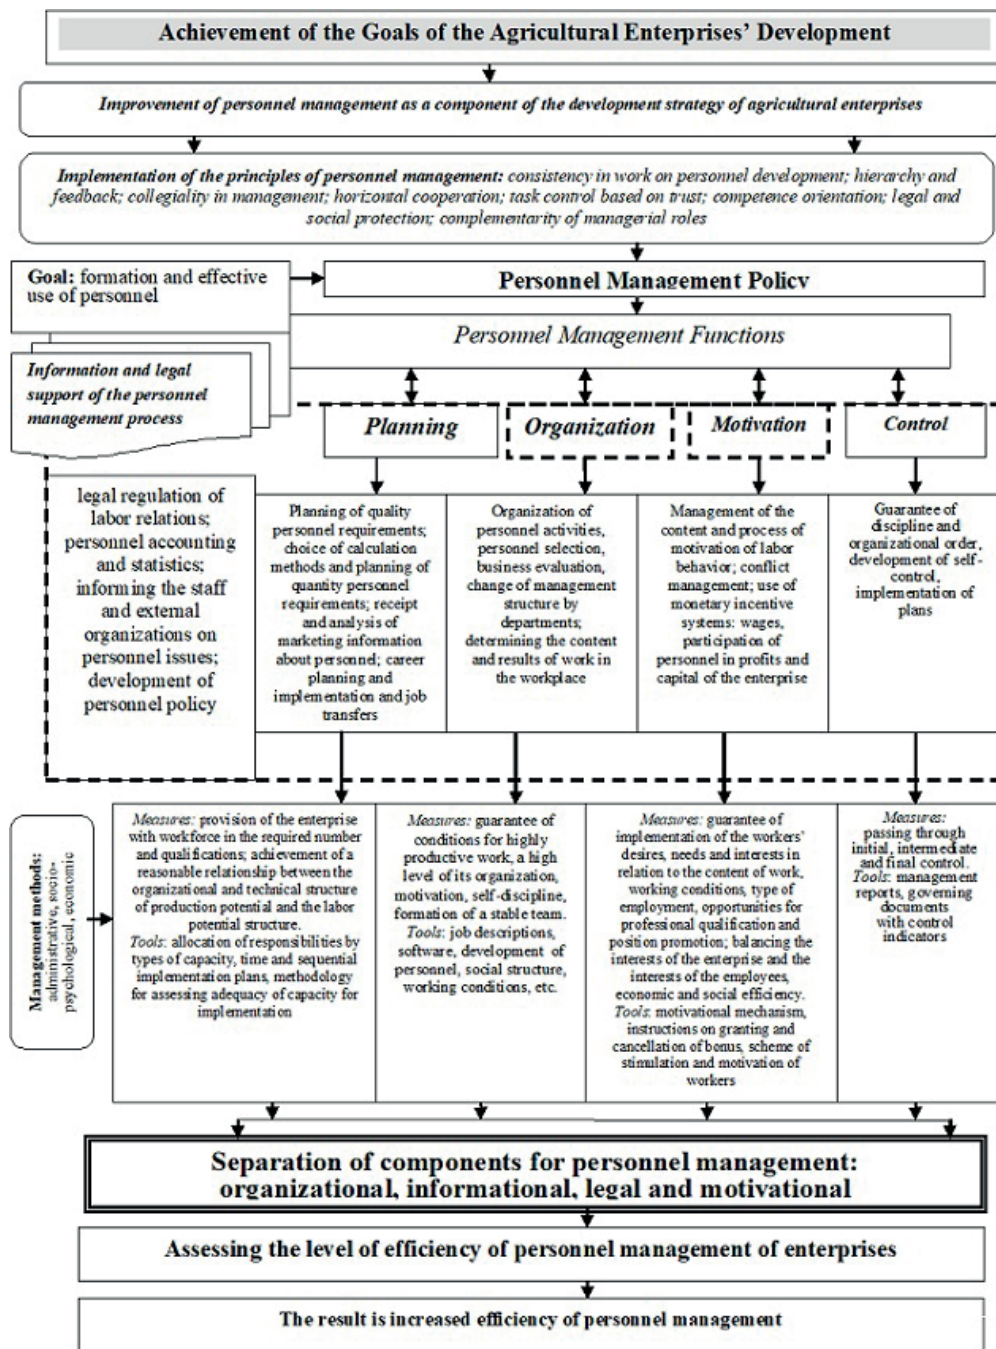 Achievement of the Goals of the Agricultural Enterprises' Development
Improvement of personnel management as a component of the development strategy of agricultural enterprises
Implementation of the principles of personnel management: consistency in work on personnel development; hierarchy and
feedback; collegiality in management; horizontal cooperation; task control based on trust; competence orientation; legal and
social protection; complementarity of managerial roles
Goal: formation and effective
use of personnel
Personnel Management Policy
Personnel Management Functions
Information and legal
support of the personnel
management process
Planning
Organization
Motivation
Control
legal regulation of
labor relations;
personnel accounting
and statistics;
informing the staff
and external
organizations on
personnel issues;
development of
personnel policy
Planning of quality
personnel requirements;
choice of calculation
methods and planning of
quantity personnel
requirements; receipt
and analysis of
marketing information
about personnel; career
planning and
implementation and job
transfers
Organization of
personnel activities,
personnel selection,
business evaluation,
change of management
structure by
departments;
determining the content
and results of work in
the workplace
Management of the
content and process of
motivation of labor
behavior; conflict
management; use of
monetary incentive
systems: wages,
participation of
personnel in profits and
capital of the enterprise
Guarantee of
discipline and
organizational order,
development of self-
control,
implementation of
plans
Management methods:
administrative, socio-
psychological, economic
Measures: provision of the enterprise
with workforce in the required number
and qualifications; achievement of a
reasonable relationship between the
organizational and technical structure
of production potential and the labor
potential structure.
Tools: allocation of responsibilities by
types of capacity, time and sequential
implementation plans, methodology
for assessing adequacy of capacity for
implementation
Measures: guarantee of
conditions for highly
productive work, a high
level of its organization,
motivation, self-discipline,
formation of a stable team.
Tools: job descriptions,
software, development of
personnel, social structure,
working conditions, etc.
Measures: guarantee of
implementation of the workers'
desires, needs and interests in
relation to the content of work,
working conditions, type of
employment, opportunities for
professional qualification and
position promotion; balancing the
interests of the enterprise and the
interests of the employees,
economic and social efficiency.
Tools: motivational mechanism,
instructions on granting and
cancellation of bonus, scheme of
stimulation and motivation of
workers
Measures:
passing through
initial, intermediate
and final control.
Tools: management
reports, governing
documents
with control
indicators
Separation of components for personnel management:
organizational, informational, legal and motivational
Assessing the level of efficiency of personnel management of enterprises
The result is increased efficiency of personnel management